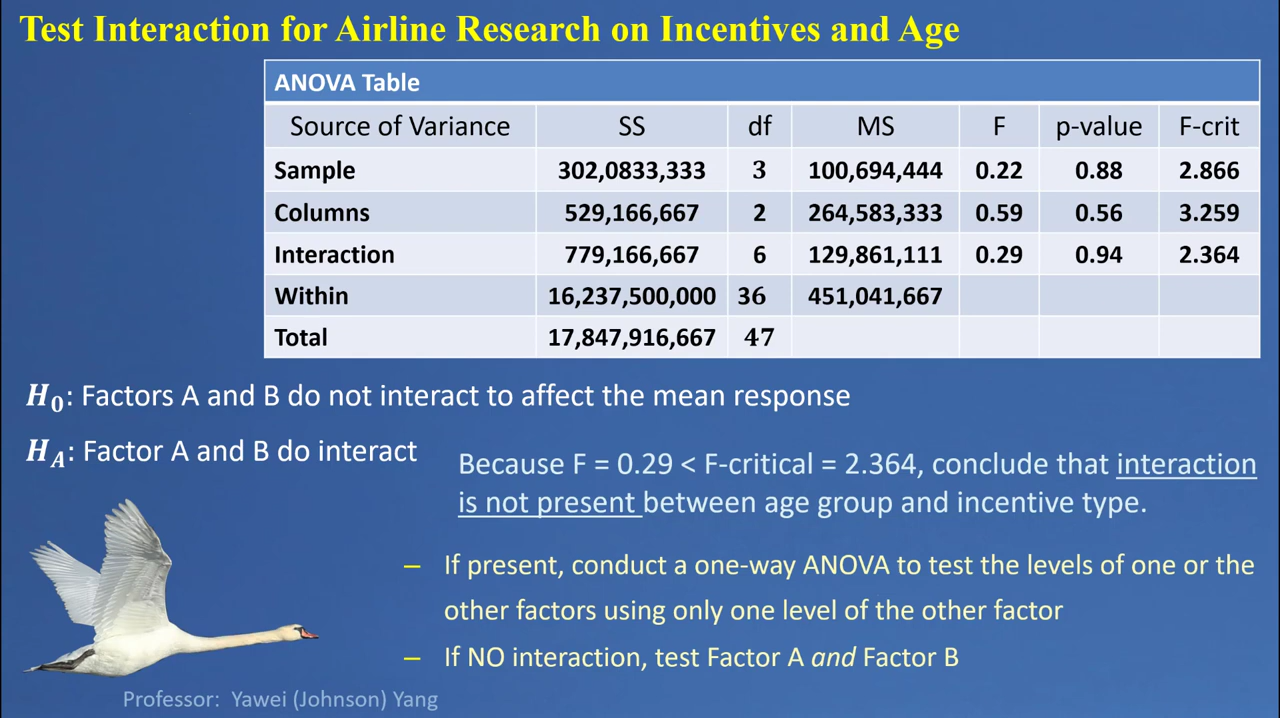 Test Interaction for Airline Research on Incentives and Age
ANOVA Table
Source of Variance SS df MS F p-value F-crit
Sample 302,0833,333 3 100,694,444 0.22 0.88 2.866
Columns 529,166,667 2 264,583,333 0.59 0.56 3.259
Interaction 779,166,667 6 129,861,111 0.29 0.94 2.364
Within 16,237,500,000 36 451,041,667
Total 17,847,916,667 47
H₀: Factors A and B do not interact to affect the mean response
H_A: Factor A and B do interact
Because F = 0.29 < F-critical = 2.364, conclude that interaction
is not present between age group and incentive type.
– If present, conduct a one-way ANOVA to test the levels of one or the
other factors using only one level of the other factor
– If NO interaction, test Factor A and Factor B
Professor: Yawei (Johnson) Yang